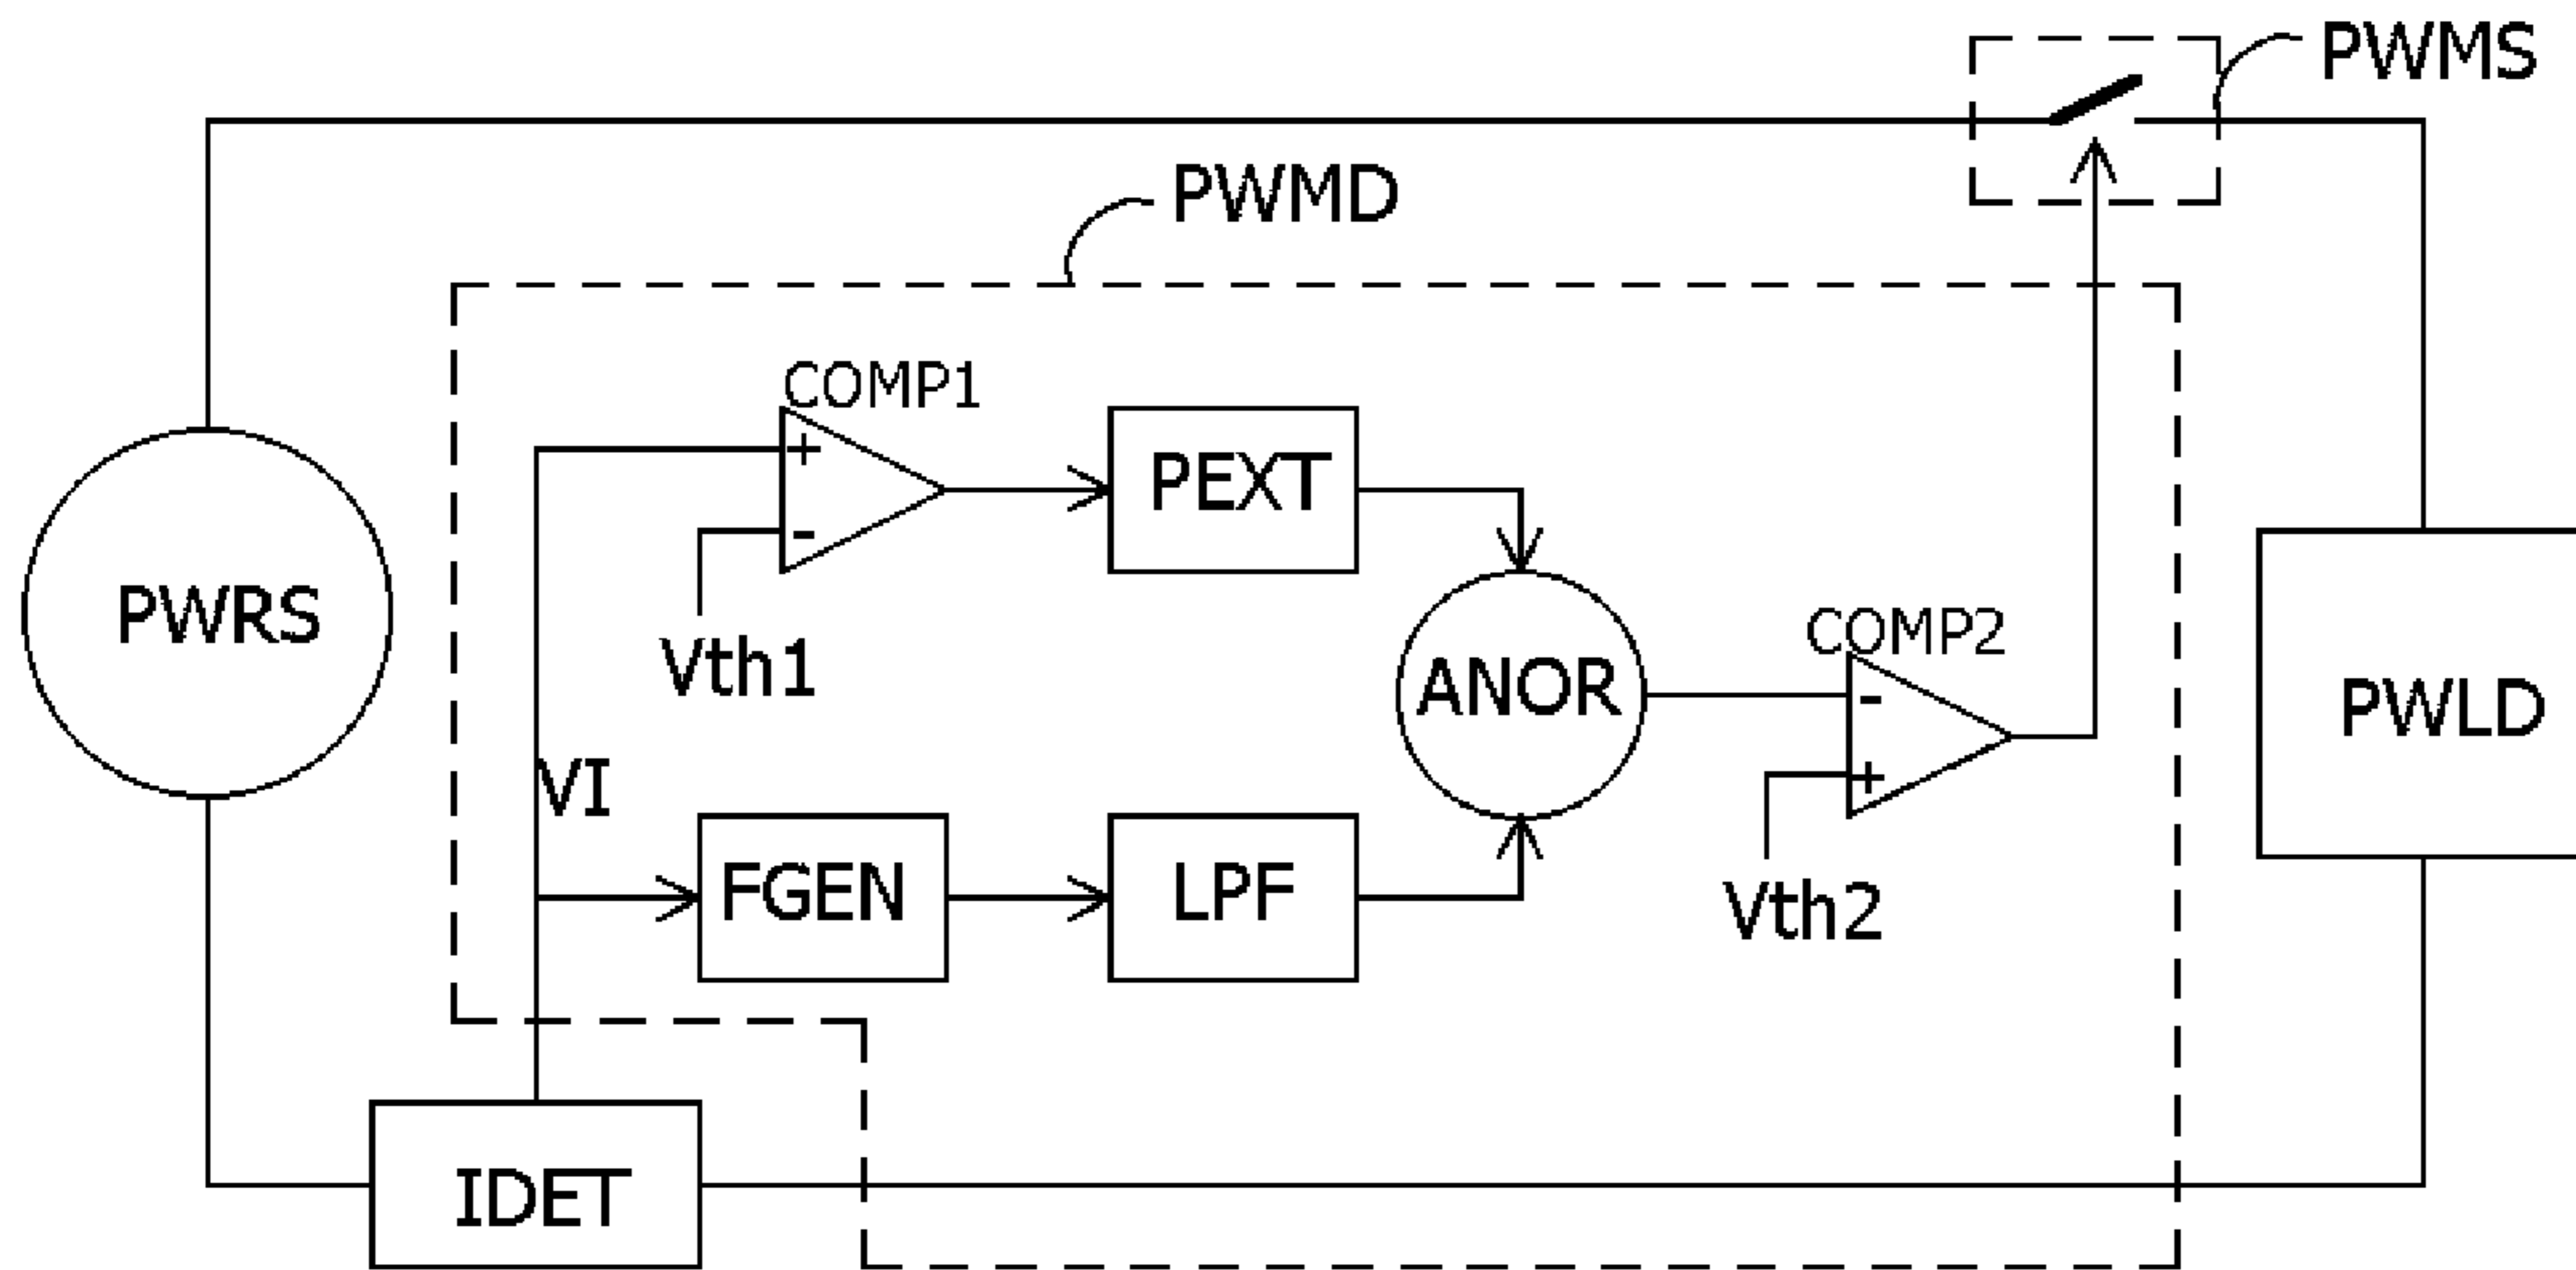 PWMS
PWMD
COMP1
+
-
PEXT
PWRS
Vth1
COMP2
ANOR
-
+
PWLD
VI
FGEN
LPF
Vth2
IDET